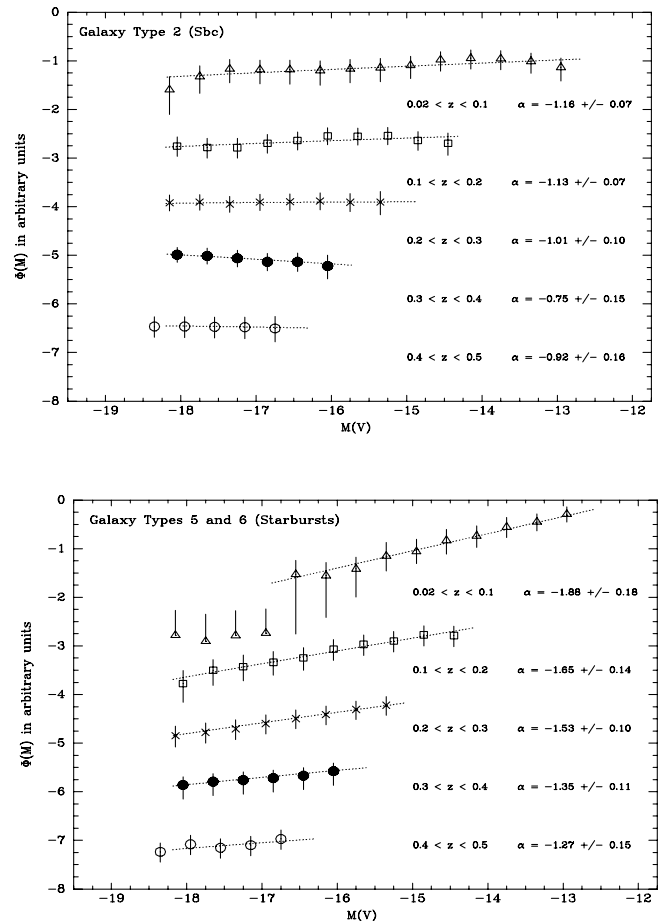 Galaxy Type 2 (Sbc)
0
−1
−2
−3
−4
−5
−6
−7
−8
Φ(M) in arbitrary units
0.02 < z < 0.1 α = −1.16 +/− 0.07
0.1 < z < 0.2 α = −1.13 +/− 0.07
0.2 < z < 0.3 α = −1.01 +/− 0.10
0.3 < z < 0.4 α = −0.75 +/− 0.15
0.4 < z < 0.5 α = −0.92 +/− 0.16
−19 −18 −17 −16 −15 −14 −13 −12
M(V)
Galaxy Types 5 and 6 (Starbursts)
0
−1
−2
−3
−4
−5
−6
−7
−8
Φ(M) in arbitrary units
0.02 < z < 0.1 α = −1.88 +/− 0.18
0.1 < z < 0.2 α = −1.65 +/− 0.14
0.2 < z < 0.3 α = −1.53 +/− 0.10
0.3 < z < 0.4 α = −1.35 +/− 0.11
0.4 < z < 0.5 α = −1.27 +/− 0.15
−19 −18 −17 −16 −15 −14 −13 −12
M(V)